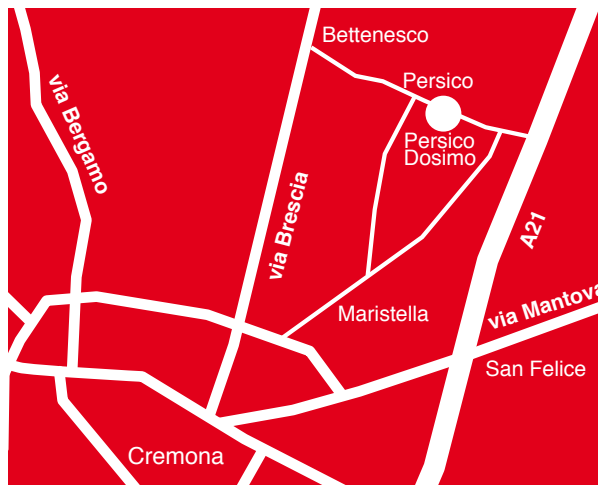 Bettenesco
via Bergamo
Persico
Persico
Dosimo
via Brescia
A21
via Mantova
Maristella
San Felice
Cremona